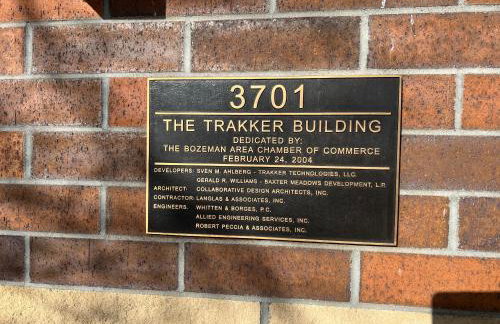 3701
THE TRAKKER BUILDING
DEDICATED BY:
THE BOZEMAN AREA CHAMBER OF COMMERCE
FEBRUARY 24, 2004
DEVELOPERS: SVEN M. AHLBERG - TRAKKER TECHNOLOGIES, LLC.
GERALD R. WILLIAMS - BAXTER MEADOWS DEVELOPMENT, L.P.
ARCHITECT: COLLABORATIVE DESIGN ARCHITECTS, INC.
CONTRACTOR: LANGLAS & ASSOCIATES, INC.
ENGINEERS: WHITTEN & BORGES, P.C.
ALLIED ENGINEERING SERVICES, INC.
ROBERT PECCIA & ASSOCIATES, INC.